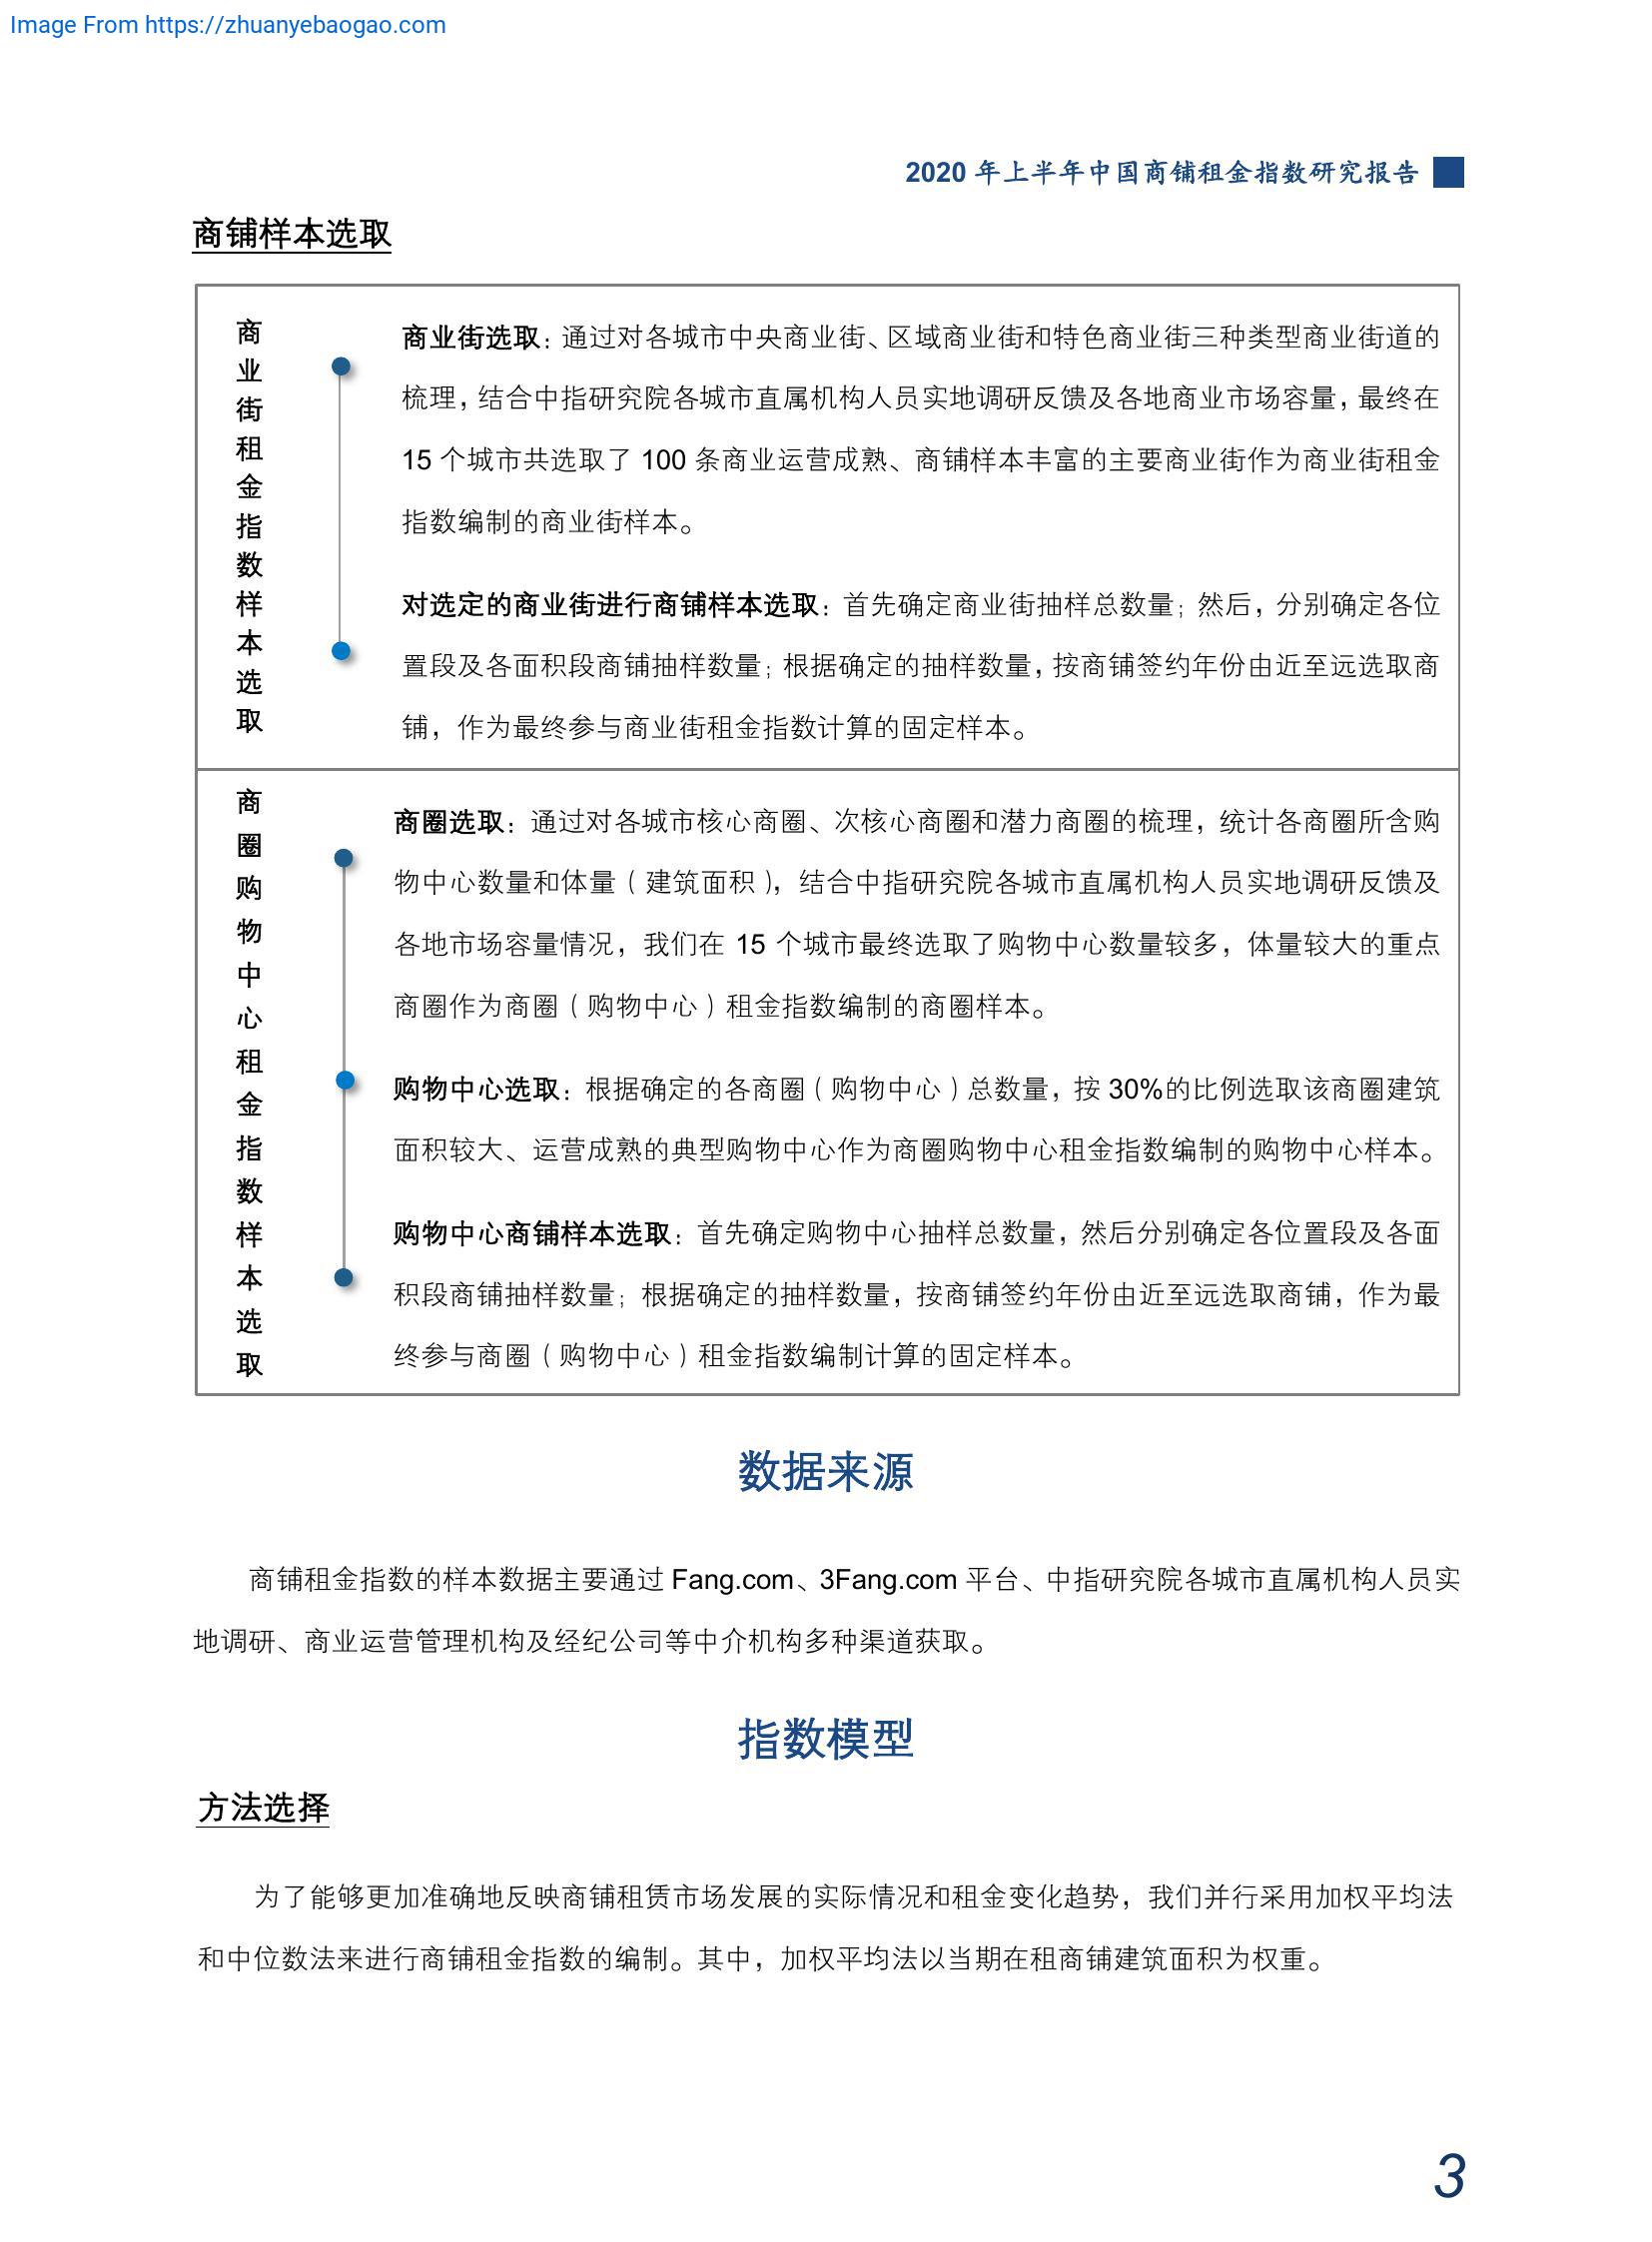 Image From https://zhuanyebaogao.com
2020 年上半年中国商铺租金指数研究报告
商铺样本选取
商业街租金指数样本选取
商业街选取：通过对各城市中央商业街、区域商业街和特色商业街三种类型商业街道的
梳理，结合中指研究院各城市直属机构人员实地调研反馈及各地商业市场容量，最终在
15 个城市共选取了 100 条商业运营成熟、商铺样本丰富的主要商业街作为商业街租金
指数编制的商业街样本。
对选定的商业街进行商铺样本选取：首先确定商业街抽样总数量；然后，分别确定各位
置段及各面积段商铺抽样数量；根据确定的抽样数量，按商铺签约年份由近至远选取商
铺，作为最终参与商业街租金指数计算的固定样本。
商圈购物中心租金指数样本选取
商圈选取：通过对各城市核心商圈、次核心商圈和潜力商圈的梳理，统计各商圈所含购
物中心数量和体量（建筑面积），结合中指研究院各城市直属机构人员实地调研反馈及
各地市场容量情况，我们在 15 个城市最终选取了购物中心数量较多，体量较大的重点
商圈作为商圈（购物中心）租金指数编制的商圈样本。
购物中心选取：根据确定的各商圈（购物中心）总数量，按 30%的比例选取该商圈建筑
面积较大、运营成熟的典型购物中心作为商圈购物中心租金指数编制的购物中心样本。
购物中心商铺样本选取：首先确定购物中心抽样总数量，然后分别确定各位置段及各面
积段商铺抽样数量；根据确定的抽样数量，按商铺签约年份由近至远选取商铺，作为最
终参与商圈（购物中心）租金指数编制计算的固定样本。
数据来源
商铺租金指数的样本数据主要通过 Fang.com、3Fang.com 平台、中指研究院各城市直属机构人员实
地调研、商业运营管理机构及经纪公司等中介机构多种渠道获取。
指数模型
方法选择
为了能够更加准确地反映商铺租赁市场发展的实际情况和租金变化趋势，我们并行采用加权平均法
和中位数法来进行商铺租金指数的编制。其中，加权平均法以当期在租商铺建筑面积为权重。
3